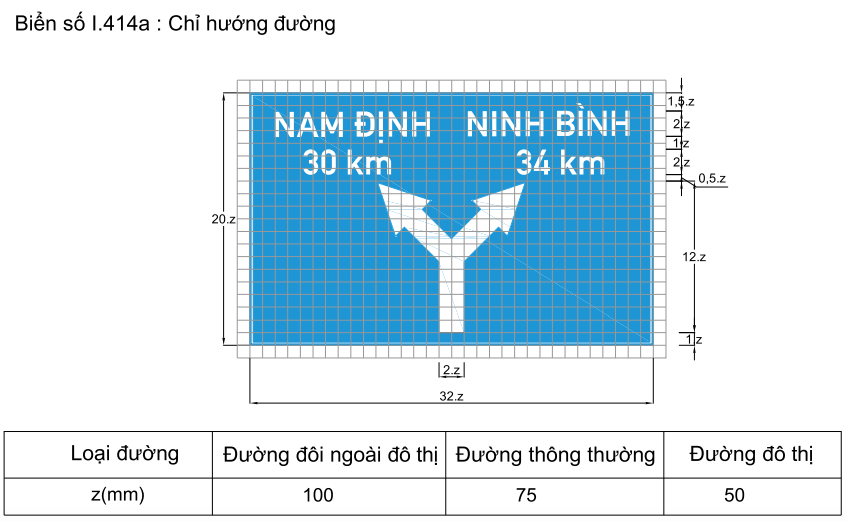 Biển số I.414a : Chỉ hướng đường
NAM ĐỊNH NINH BÌNH
30 km 34 km
1,5.z
2.z
1.z
2.z
0,5.z
20.z
12.z
1.z
2.z
32.z
Loại đường Đường đôi ngoài đô thị Đường thông thường Đường đô thị
z(mm) 100 75 50